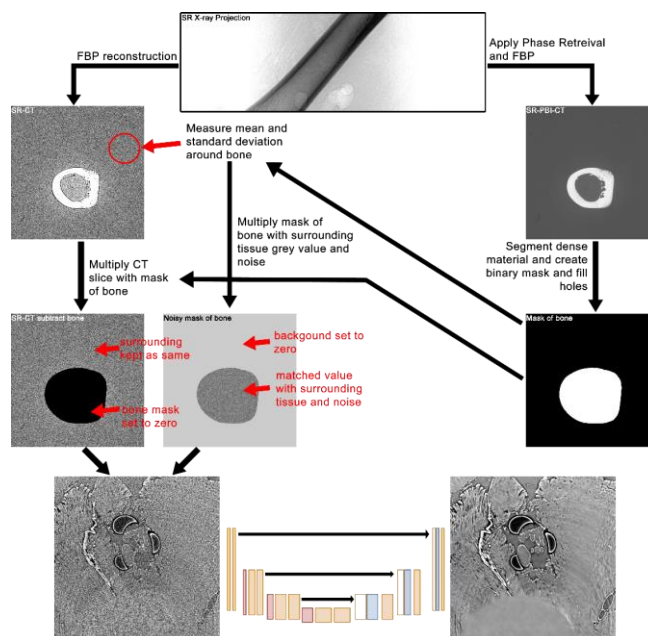 SR X-ray Projection
FBP reconstruction
Apply Phase Retreival
and FBP
SR-CT
Measure mean and
standard deviation
around bone
SR-PBI-CT
Multiply mask of
bone with surrounding
tissue grey value and
noise
Multiply CT
slice with mask
of bone
Segment dense
material and create
binary mask and fill
holes
SR-CT subtract bone
surrounding
kept as same
bone mask
set to zero
Noisy mask of bone
backgound set to
zero
matched value
with surrounding
tissue and noise
Mask of bone